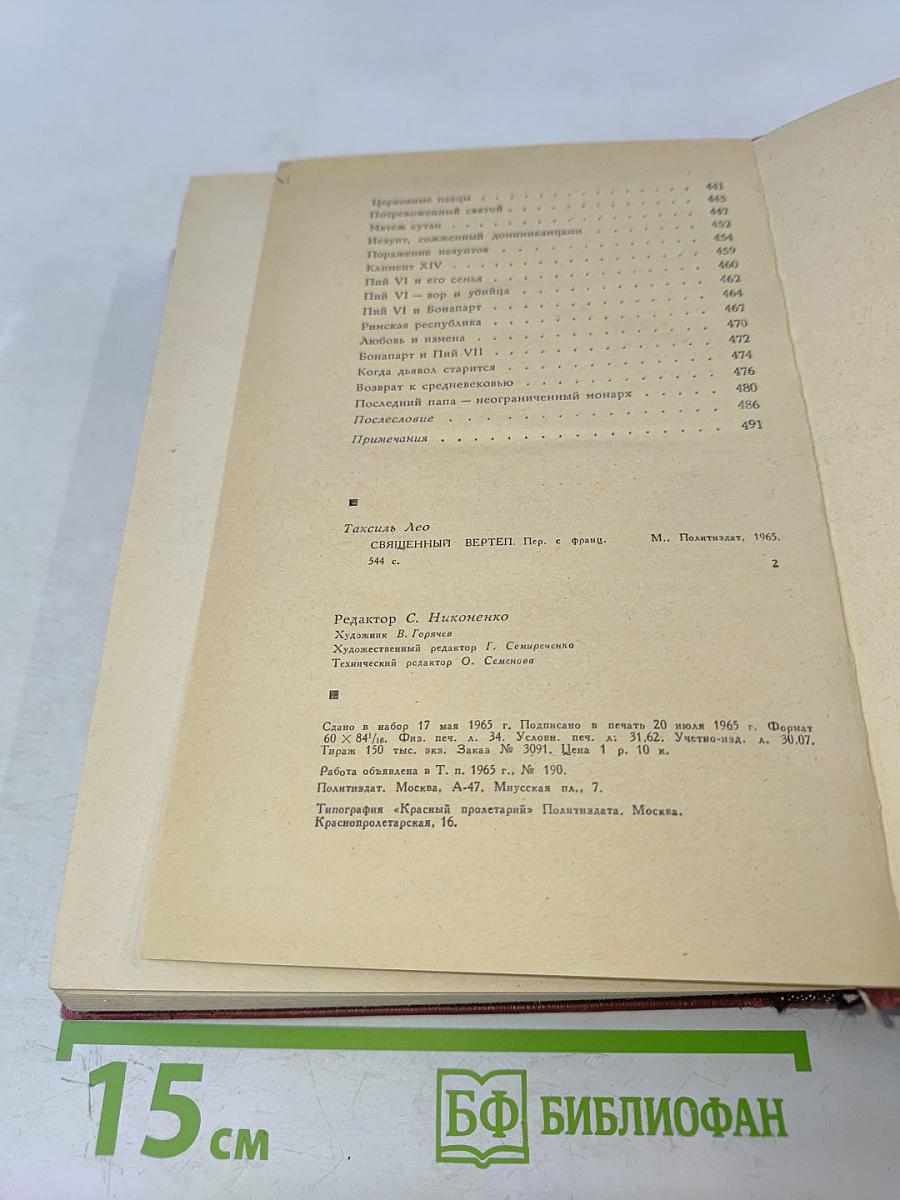 Церковные паяцы . . . . . . . . . . . . 441
Потревоженный святой . . . . . . . . . . . . 445
Мятеж сутан . . . . . . . . . . . . 447
Иезуит, сожженный доминиканцами . . . . . . 452
Поражение иезуитов . . . . . . . . . . . . 454
Климент XIV . . . . . . . . . . . . 459
Пий VI и его семья . . . . . . . . . . . . 460
Пий VI — вор и убийца . . . . . . . . . . . . 462
Пий VI и Бонапарт . . . . . . . . . . . . 464
Римская республика . . . . . . . . . . . . 467
Любовь и измена . . . . . . . . . . . . 470
Бонапарт и Пий VII . . . . . . . . . . . . 472
Когда дьявол старится . . . . . . . . . . . . 474
Возврат к средневековью . . . . . . . . . . . . 476
Последний папа — неограниченный монарх . . . . . 480
Послесловие . . . . . . . . . . . . 486
Примечания . . . . . . . . . . . . 491
Таксиль Лео
СВЯЩЕННЫЙ ВЕРТЕП. Пер. с франц. М., Политиздат, 1965.
544 с. 2
Редактор С. Никоненко
Художник В. Горячев
Художественный редактор Г. Семиреченко
Технический редактор О. Семенова
Сдано в набор 17 мая 1965 г. Подписано в печать 20 июля 1965 г. Формат
60 × 84¹/₁₆. Физ. печ. л. 34. Условн. печ. л. 31,62. Учетно-изд. л. 30,07.
Тираж 150 тыс. экз. Заказ № 3091. Цена 1 р. 10 к.
Работа объявлена в Т. п. 1965 г., № 190.
Политиздат. Москва, А-47, Миусская пл., 7.
Типография «Красный пролетарий» Политиздата. Москва.
Краснопролетарская, 16.
15 см
БФ БИБЛИОФАН